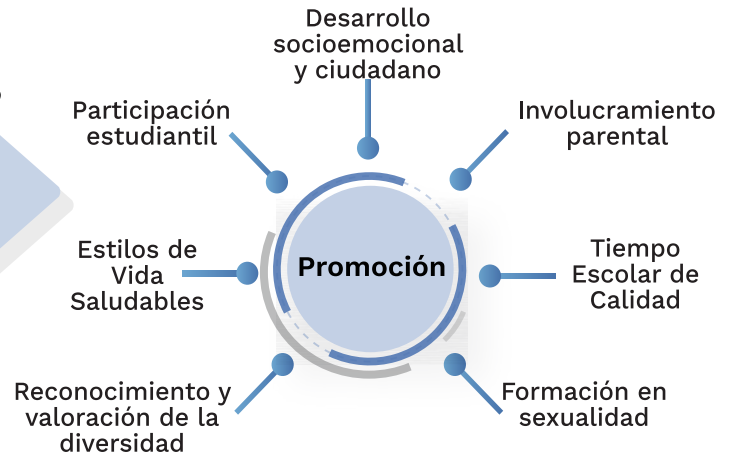 Desarrollo
socioemocional
y ciudadano
Participación
estudiantil
Involucramiento
parental
Estilos de
Vida
Saludables
Promoción
Tiempo
Escolar de
Calidad
Reconocimiento y
valoración de la
diversidad
Formación en
sexualidad